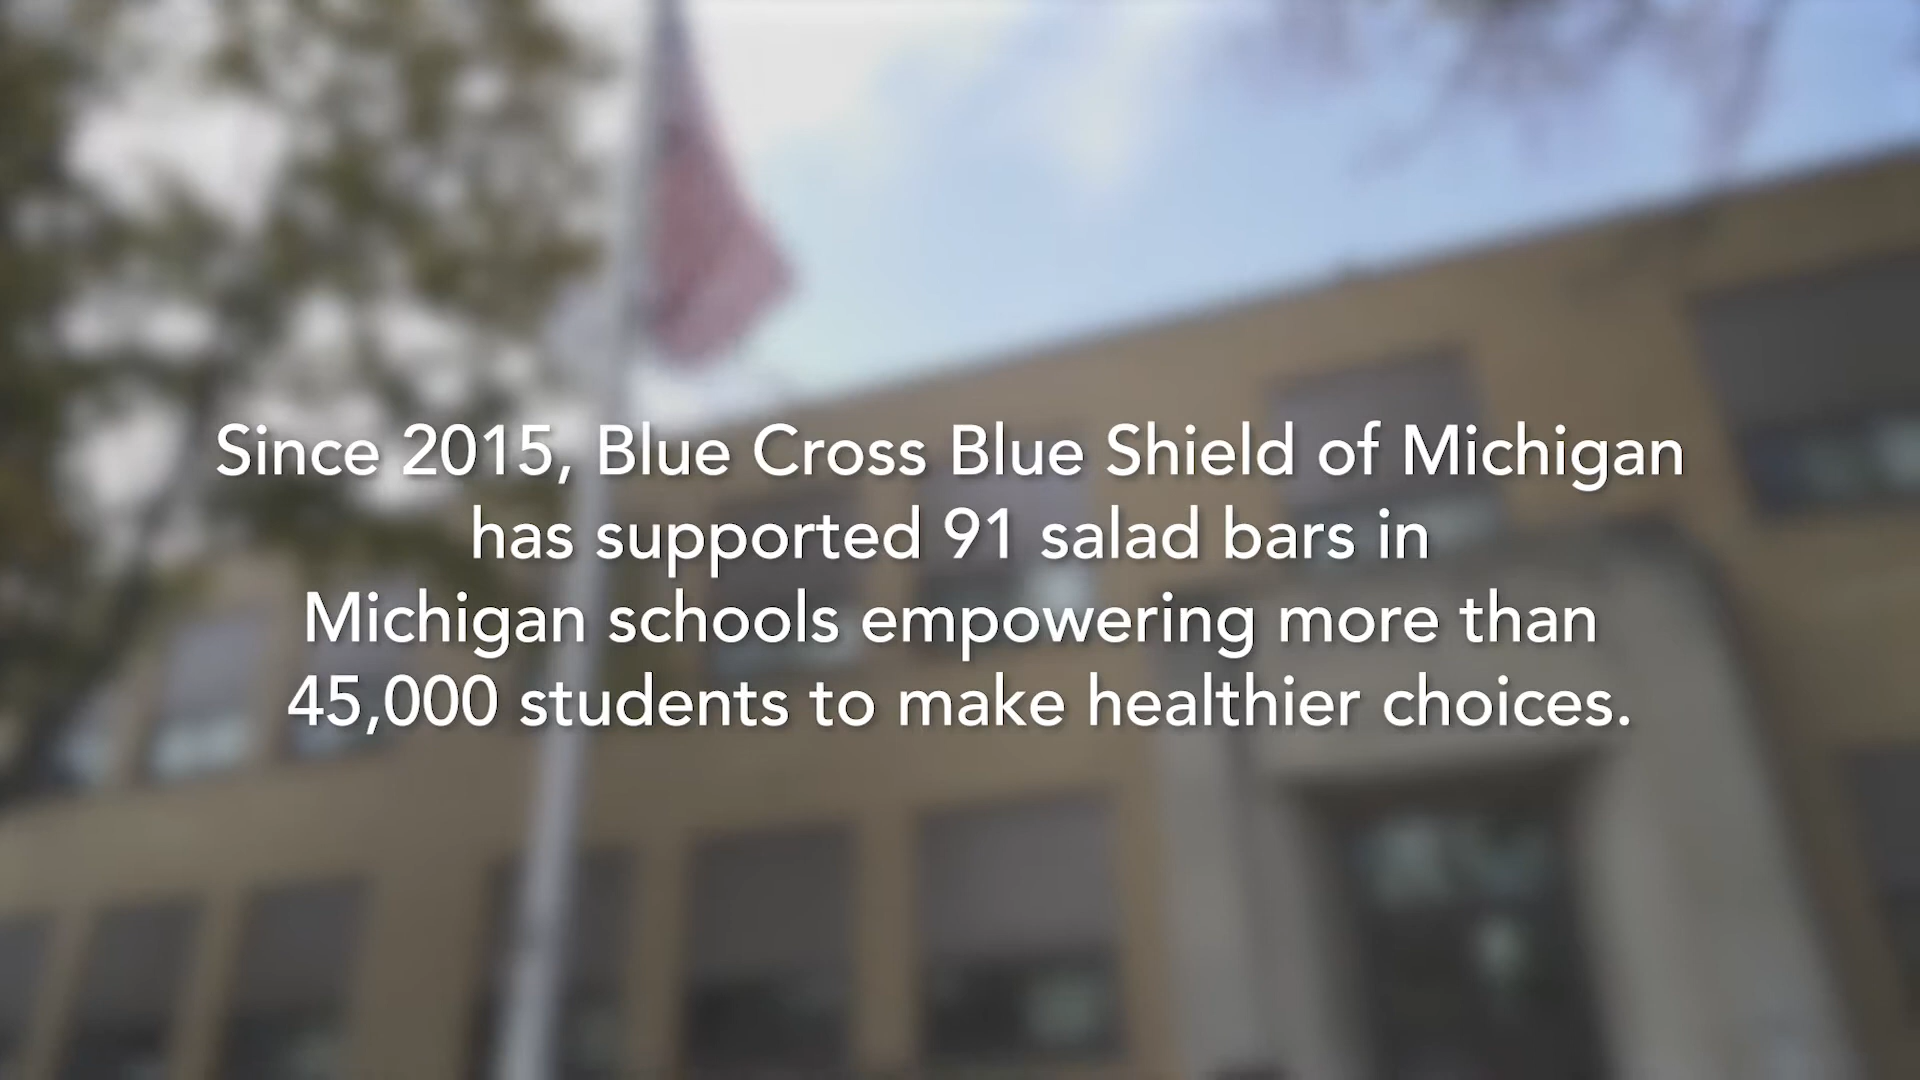 Since 2015, Blue Cross Blue Shield of Michigan
has supported 91 salad bars in
Michigan schools empowering more than
45,000 students to make healthier choices.